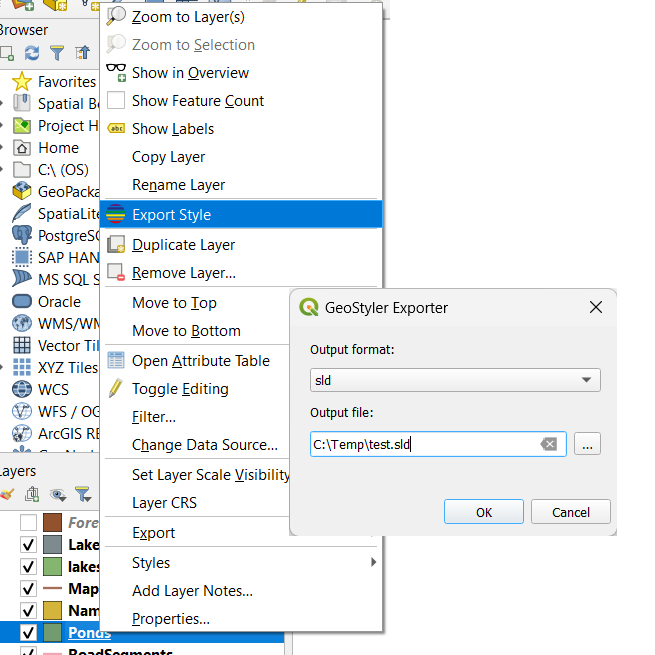 Browser
Favorites
Spatial B
Project H
Home
C:\ (OS)
GeoPacka
SpatiaLite
PostgreSQ
SAP HAN
MS SQL S
Oracle
WMS/WM
Vector Til
XYZ Tiles
WCS
WFS / OG
ArcGIS RE
Layers
Fore
Lake
lakes
Map
Nam
Ponds
RoadSegments
Zoom to Layer(s)
Zoom to Selection
Show in Overview
Show Feature Count
abc Show Labels
Copy Layer
Rename Layer
Export Style
Duplicate Layer
Remove Layer...
Move to Top
Move to Bottom
Open Attribute Table
Toggle Editing
Filter...
Change Data Source...
Set Layer Scale Visibility
Layer CRS
Export
Styles
Add Layer Notes...
Properties...
GeoStyler Exporter
Output format:
sld
Output file:
C:\Temp\test.sld
...
OK
Cancel